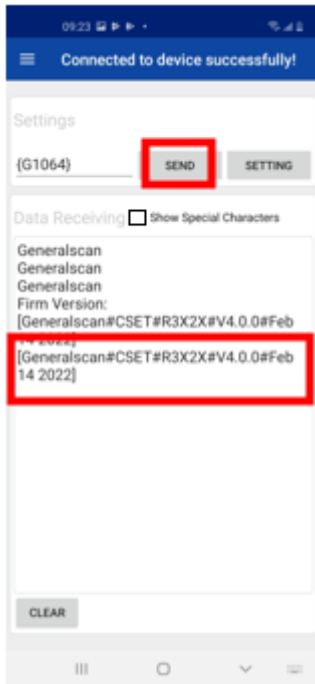 09:23
Connected to device successfully!
Settings
{G1064} SEND SETTING
Data Receiving Show Special Characters
Generalscan
Generalscan
Generalscan
Firm Version:
[Generalscan#CSET#R3X2X#V4.0.0#Feb
14 2022]
[Generalscan#CSET#R3X2X#V4.0.0#Feb
14 2022]
CLEAR